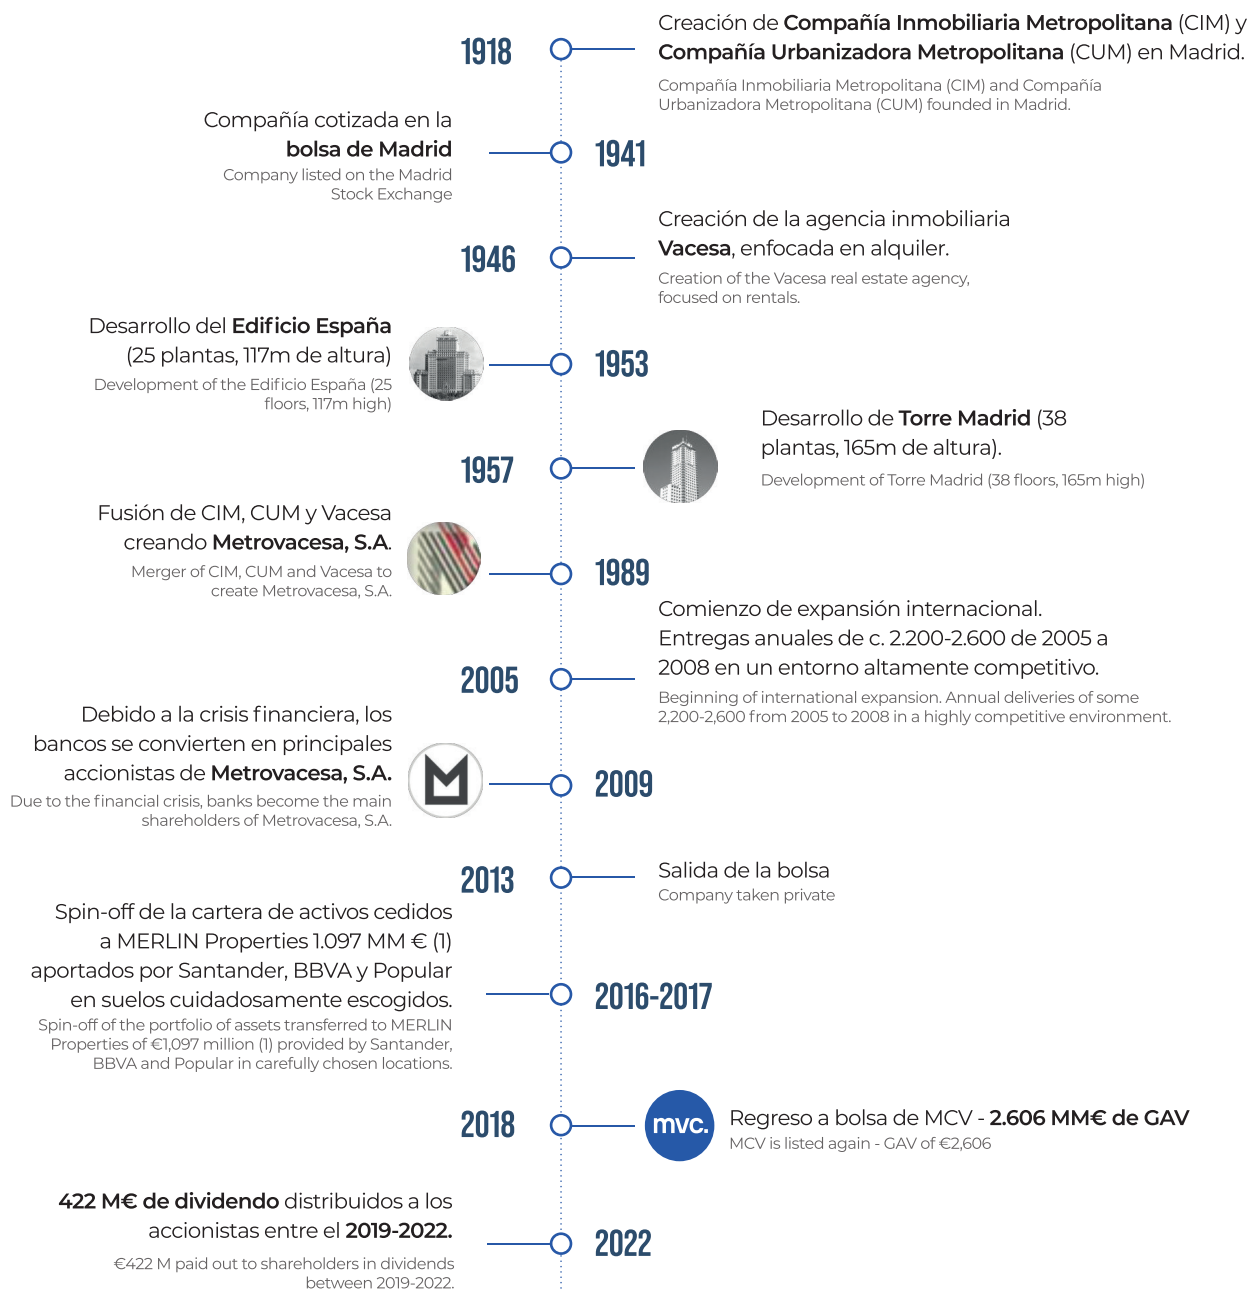 1918
Creación de Compañía Inmobiliaria Metropolitana (CIM) y
Compañía Urbanizadora Metropolitana (CUM) en Madrid.
Compañía Inmobiliaria Metropolitana (CIM) and Compañía
Urbanizadora Metropolitana (CUM) founded in Madrid.
Compañía cotizada en la
bolsa de Madrid
Company listed on the Madrid
Stock Exchange
1941
1946
Creación de la agencia inmobiliaria
Vacesa, enfocada en alquiler.
Creation of the Vacesa real estate agency,
focused on rentals.
Desarrollo del Edificio España
(25 plantas, 117m de altura)
Development of the Edificio España (25
floors, 117m high)
1953
1957
Desarrollo de Torre Madrid (38
plantas, 165m de altura).
Development of Torre Madrid (38 floors, 165m high)
Fusión de CIM, CUM y Vacesa
creando Metrovacesa, S.A.
Merger of CIM, CUM and Vacesa to
create Metrovacesa, S.A.
1989
2005
Comienzo de expansión internacional.
Entregas anuales de c. 2.200-2.600 de 2005 a
2008 en un entorno altamente competitivo.
Beginning of international expansion. Annual deliveries of some
2,200-2,600 from 2005 to 2008 in a highly competitive environment.
Debido a la crisis financiera, los
bancos se convierten en principales
accionistas de Metrovacesa, S.A.
Due to the financial crisis, banks become the main
shareholders of Metrovacesa, S.A.
2009
2013
Salida de la bolsa
Company taken private
Spin-off de la cartera de activos cedidos
a MERLIN Properties 1.097 MM € (1)
aportados por Santander, BBVA y Popular
en suelos cuidadosamente escogidos.
Spin-off of the portfolio of assets transferred to MERLIN
Properties of €1,097 million (1) provided by Santander,
BBVA and Popular in carefully chosen locations.
2016-2017
2018
mvc.
Regreso a bolsa de MCV - 2.606 MM€ de GAV
MCV is listed again - GAV of €2,606
422 M€ de dividendo distribuidos a los
accionistas entre el 2019-2022.
€422 M paid out to shareholders in dividends
between 2019-2022.
2022